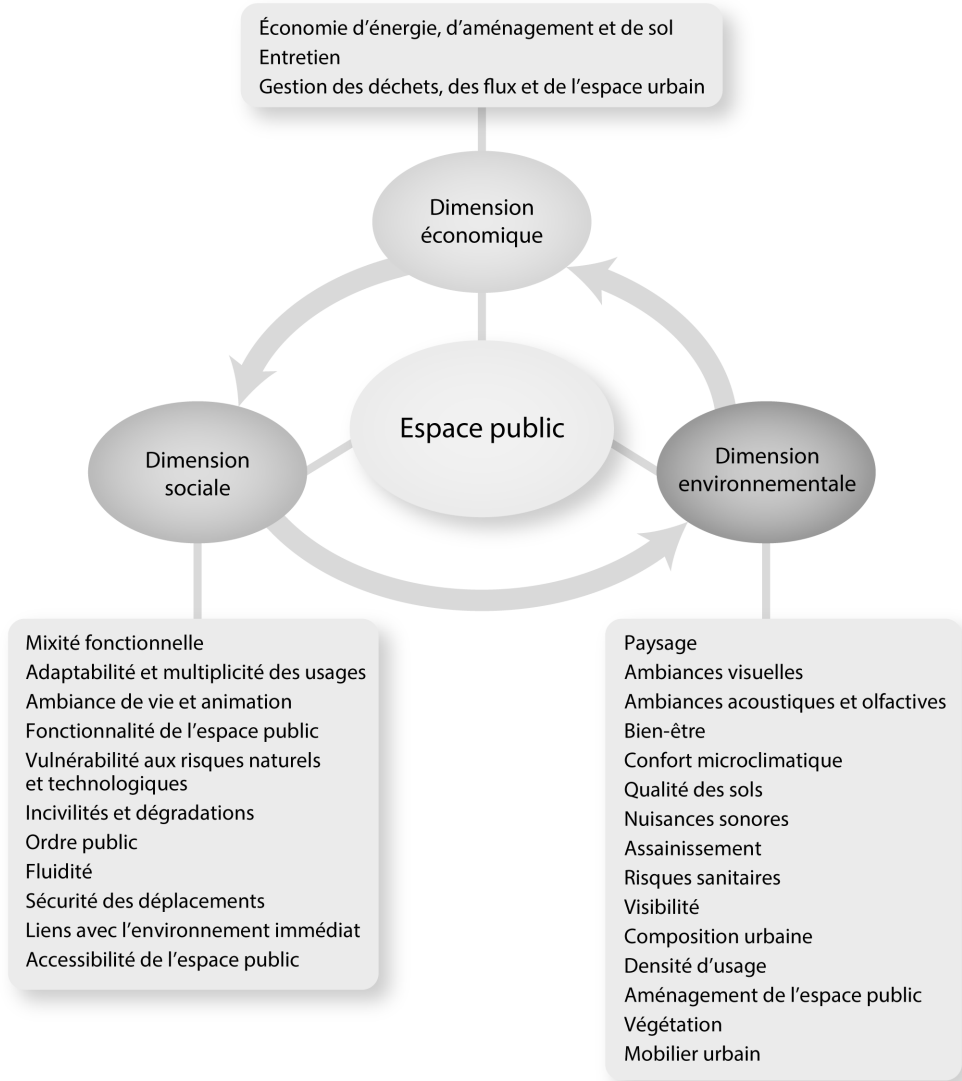 Économie d’énergie, d’aménagement et de sol
Entretien
Gestion des déchets, des flux et de l’espace urbain
Dimension
économique
Espace public
Dimension
sociale
Dimension
environnementale
Mixité fonctionnelle
Adaptabilité et multiplicité des usages
Ambiance de vie et animation
Fonctionnalité de l’espace public
Vulnérabilité aux risques naturels
et technologiques
Incivilités et dégradations
Ordre public
Fluidité
Sécurité des déplacements
Liens avec l’environnement immédiat
Accessibilité de l’espace public
Paysage
Ambiances visuelles
Ambiances acoustiques et olfactives
Bien-être
Confort microclimatique
Qualité des sols
Nuisances sonores
Assainissement
Risques sanitaires
Visibilité
Composition urbaine
Densité d’usage
Aménagement de l’espace public
Végétation
Mobilier urbain